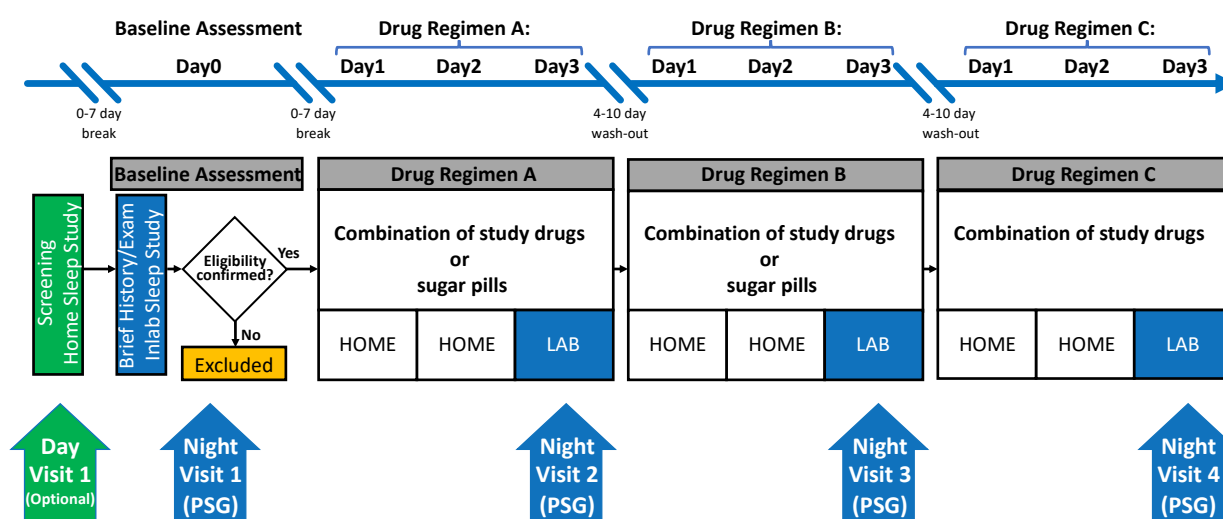 Baseline Assessment
Drug Regimen A:
Drug Regimen B:
Drug Regimen C:
Day0
Day1
Day2
Day3
Day1
Day2
Day3
Day1
Day2
Day3
0-7 day
break
0-7 day
break
4-10 day
wash-out
4-10 day
wash-out
Baseline Assessment
Drug Regimen A
Drug Regimen B
Drug Regimen C
Screening
Home Sleep Study
Brief History/Exam
Inlab Sleep Study
Eligibility
confirmed?
Yes
No
Excluded
Combination of study drugs
or
sugar pills
HOME
HOME
LAB
Combination of study drugs
or
sugar pills
HOME
HOME
LAB
Combination of study drugs
HOME
HOME
LAB
Day
Visit 1
(Optional)
Night
Visit 1
(PSG)
Night
Visit 2
(PSG)
Night
Visit 3
(PSG)
Night
Visit 4
(PSG)